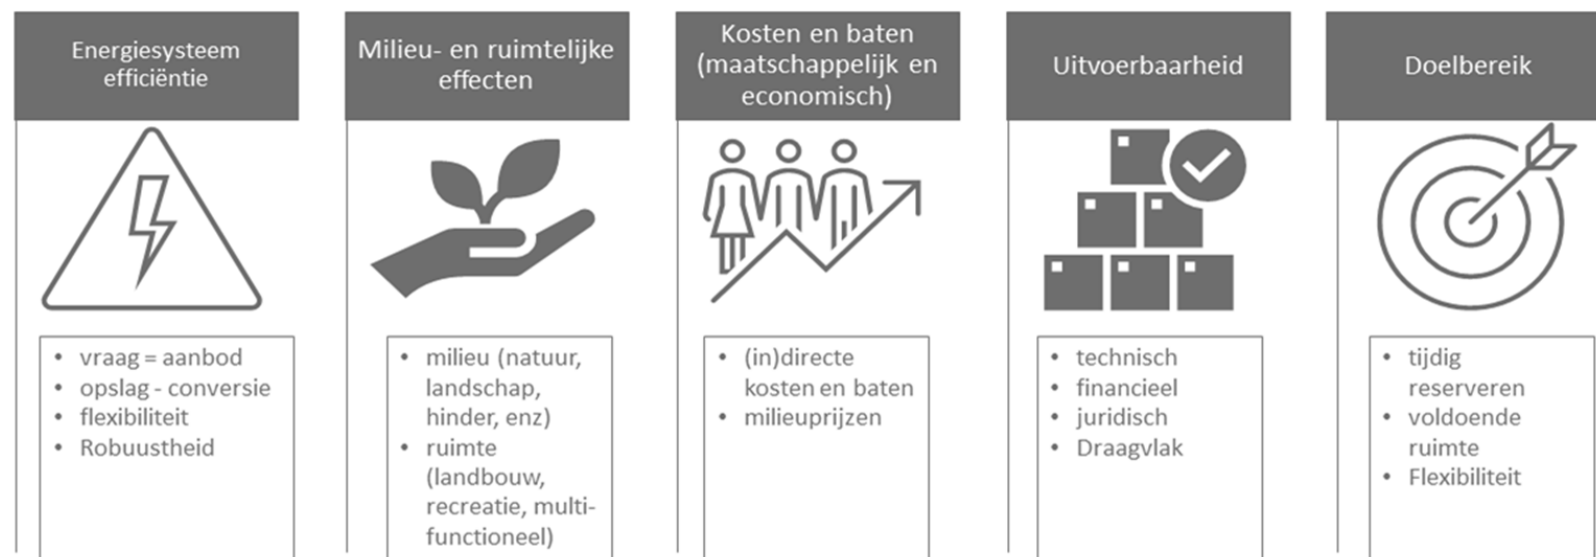 Energiesysteem
efficiëntie
• vraag = aanbod
• opslag - conversie
• flexibiliteit
• Robuustheid
Milieu- en ruimtelijke
effecten
• milieu (natuur,
landschap,
hinder, enz)
• ruimte
(landbouw,
recreatie, multi-
functioneel)
Kosten en baten
(maatschappelijk en
economisch)
• (in)directe
kosten en baten
• milieuprijzen
Uitvoerbaarheid
• technisch
• financieel
• juridisch
• Draagvlak
Doelbereik
• tijdig
reserveren
• voldoende
ruimte
• Flexibiliteit